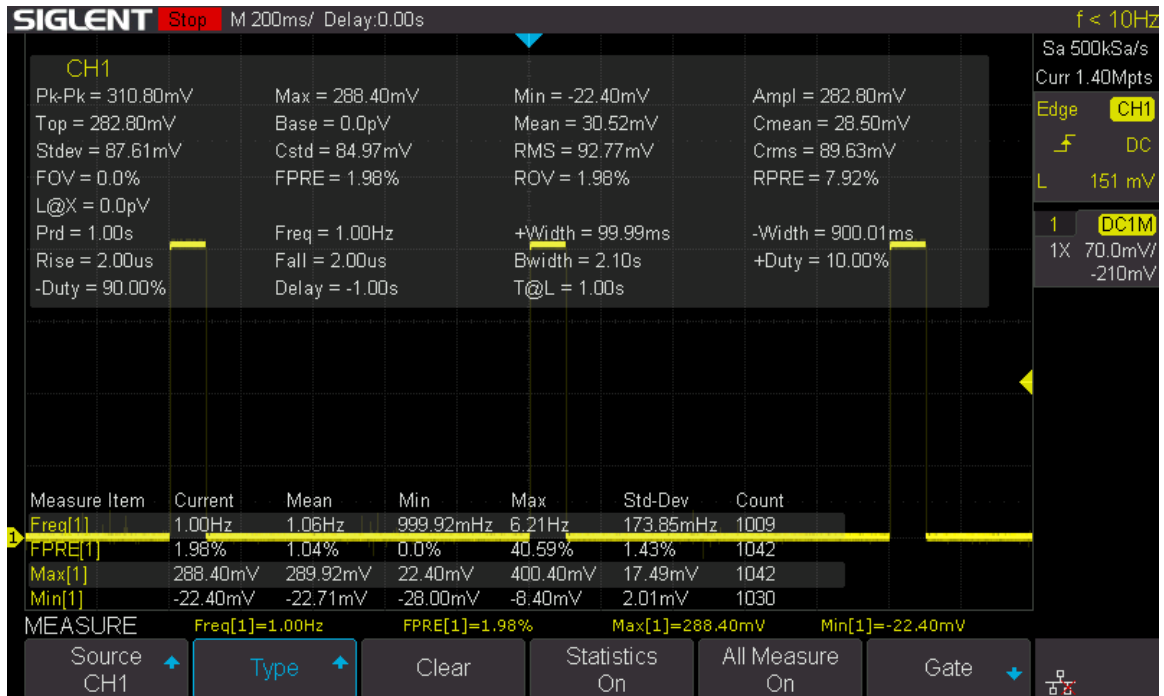 SIGLENT Stop M 200ms/ Delay:0.00s f < 10Hz
Sa 500kSa/s
Curr 1.40Mpts
Edge CH1
DC
L 151 mV
1 DC1M
1X 70.0mV/
-210mV
CH1
Pk-Pk = 310.80mV Max = 288.40mV Min = -22.40mV Ampl = 282.80mV
Top = 282.80mV Base = 0.0pV Mean = 30.52mV Cmean = 28.50mV
Stdev = 87.61mV Cstd = 84.97mV RMS = 92.77mV Crms = 89.63mV
FOV = 0.0% FPRE = 1.98% ROV = 1.98% RPRE = 7.92%
L@X = 0.0pV
Prd = 1.00s Freq = 1.00Hz +Width = 99.99ms -Width = 900.01ms
Rise = 2.00us Fall = 2.00us Bwidth = 2.10s +Duty = 10.00%
-Duty = 90.00% Delay = -1.00s T@L = 1.00s
Measure Item Current Mean Min Max Std-Dev Count
Freq[1] 1.00Hz 1.06Hz 999.92mHz 6.21Hz 173.85mHz 1009
1
FPRE[1] 1.98% 1.04% 0.0% 40.59% 1.43% 1042
Max[1] 288.40mV 289.92mV 22.40mV 400.40mV 17.49mV 1042
Min[1] -22.40mV -22.71mV -28.00mV -8.40mV 2.01mV 1030
MEASURE Freq[1]=1.00Hz FPRE[1]=1.98% Max[1]=288.40mV Min[1]=-22.40mV
Source
CH1
Type
Clear
Statistics
On
All Measure
On
Gate